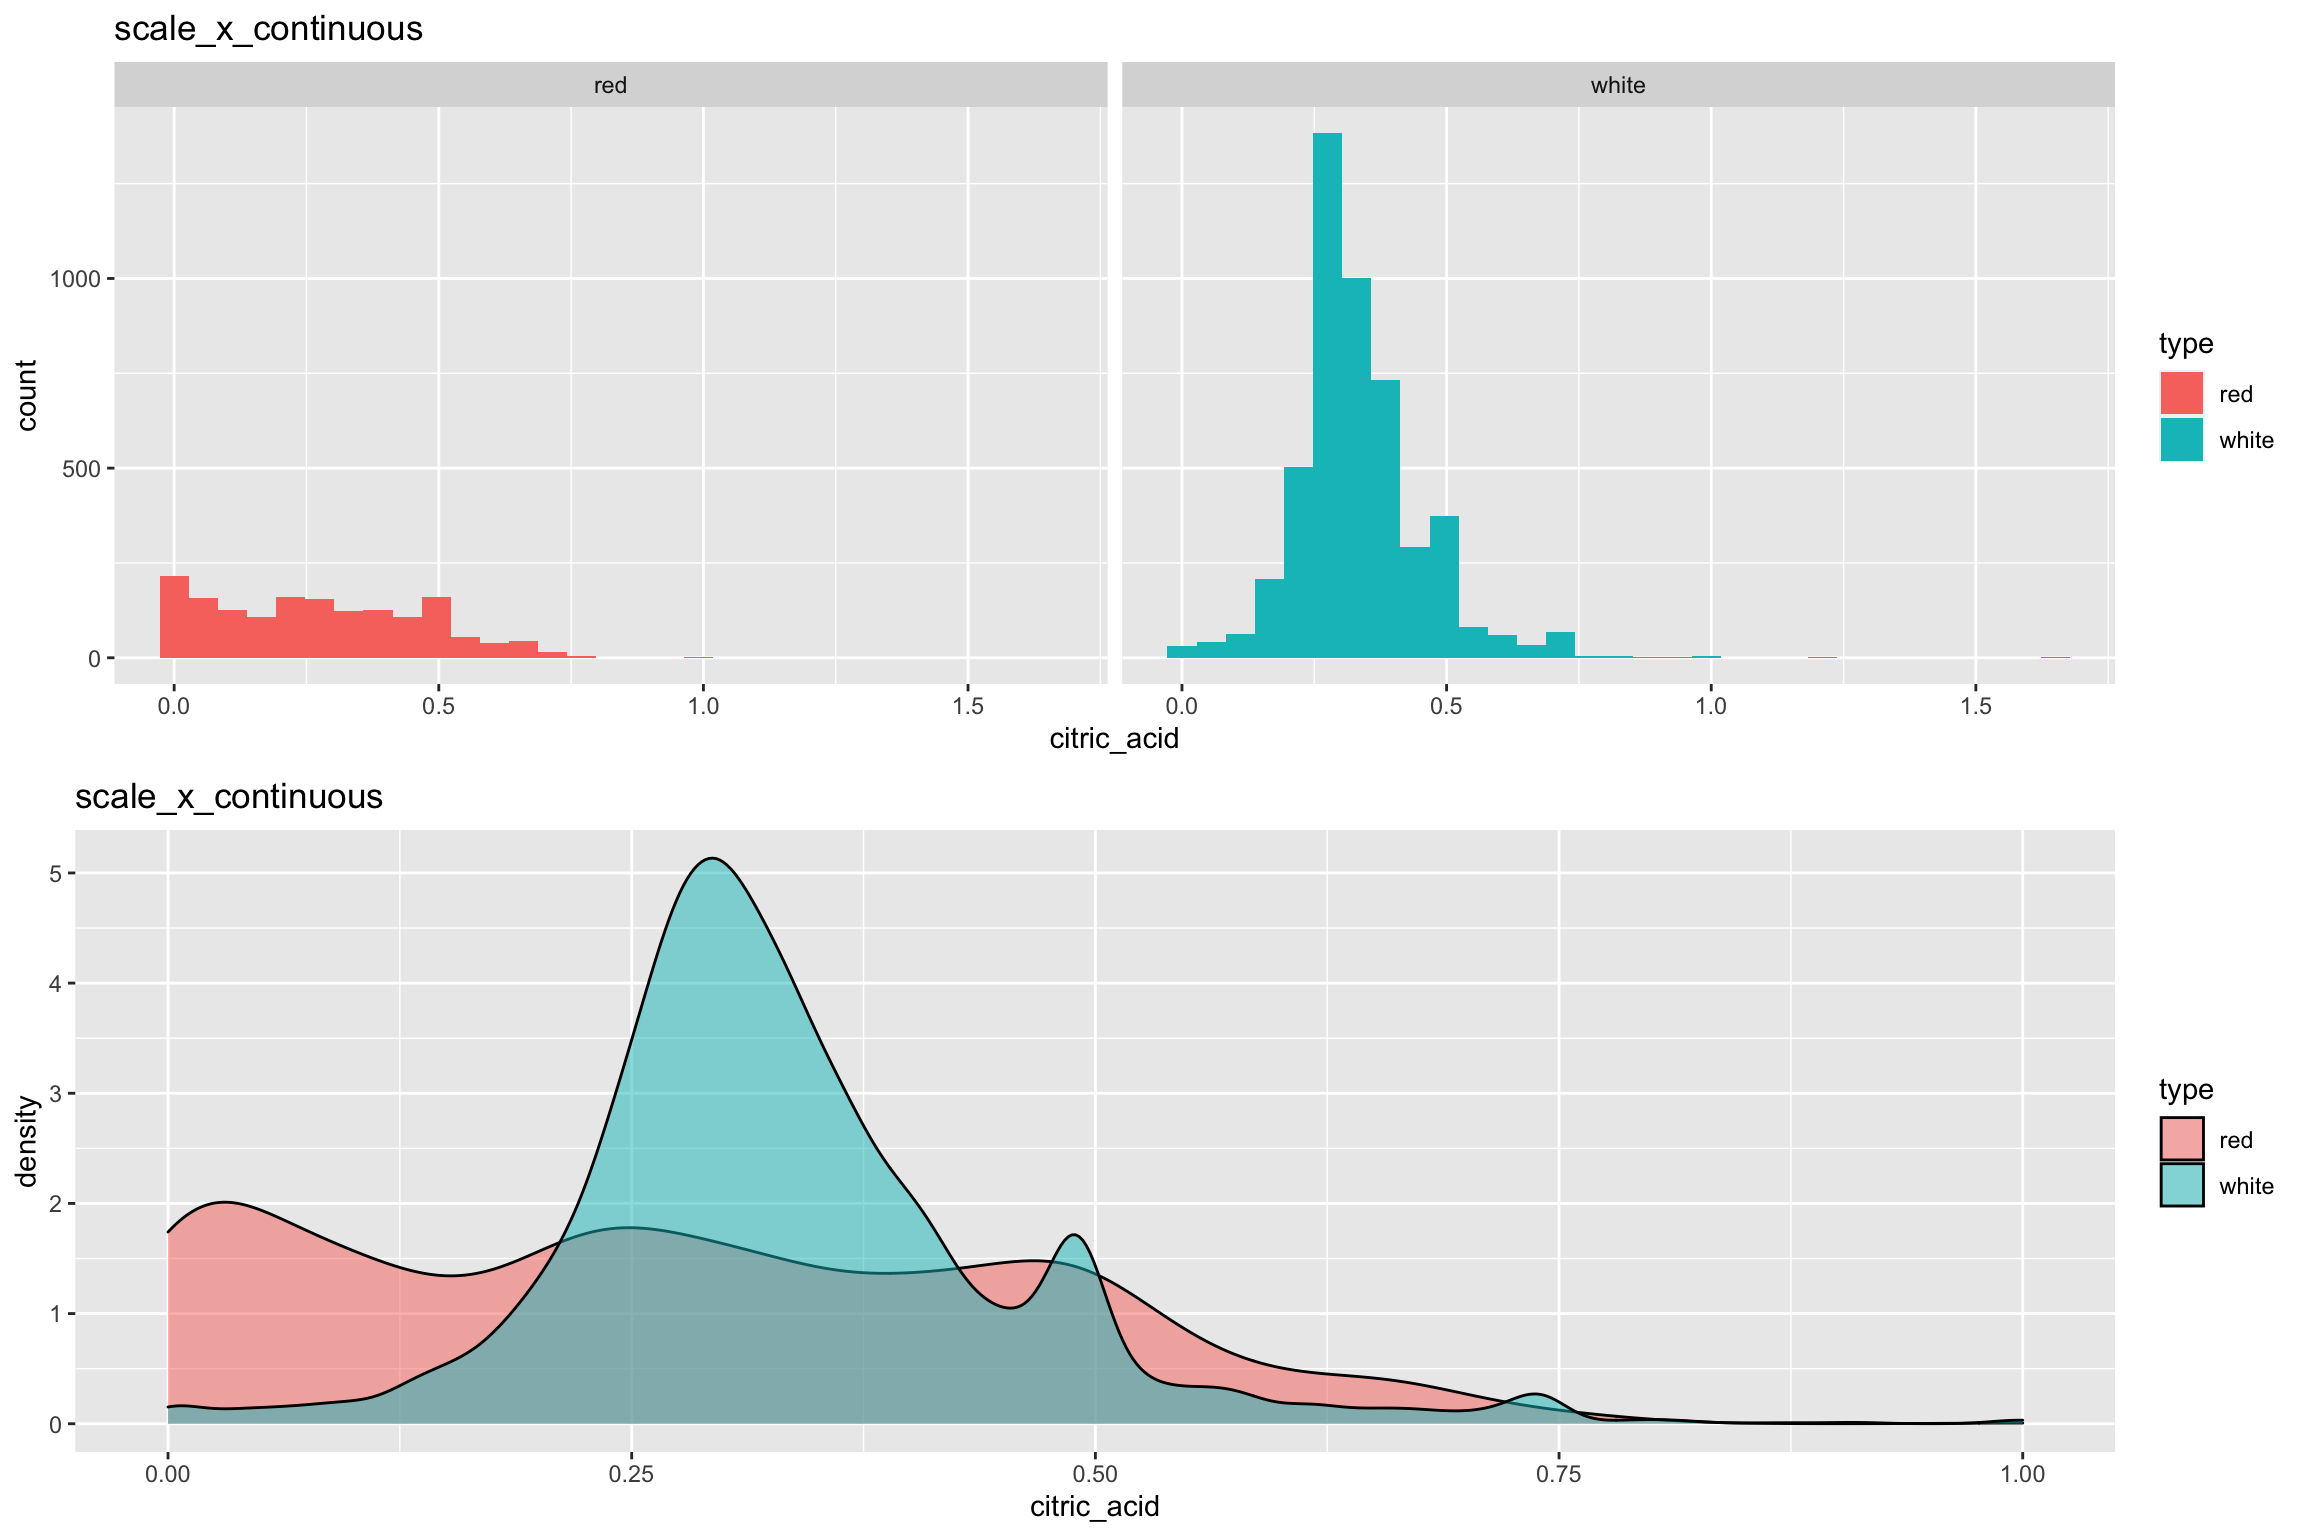 scale_x_continuous
red white
1000
500
0
count
0.0 0.5 1.0 1.5 0.0 0.5 1.0 1.5
citric_acid
type
red
white
scale_x_continuous
5
4
3
2
1
0
density
0.00 0.25 0.50 0.75 1.00
citric_acid
type
red
white